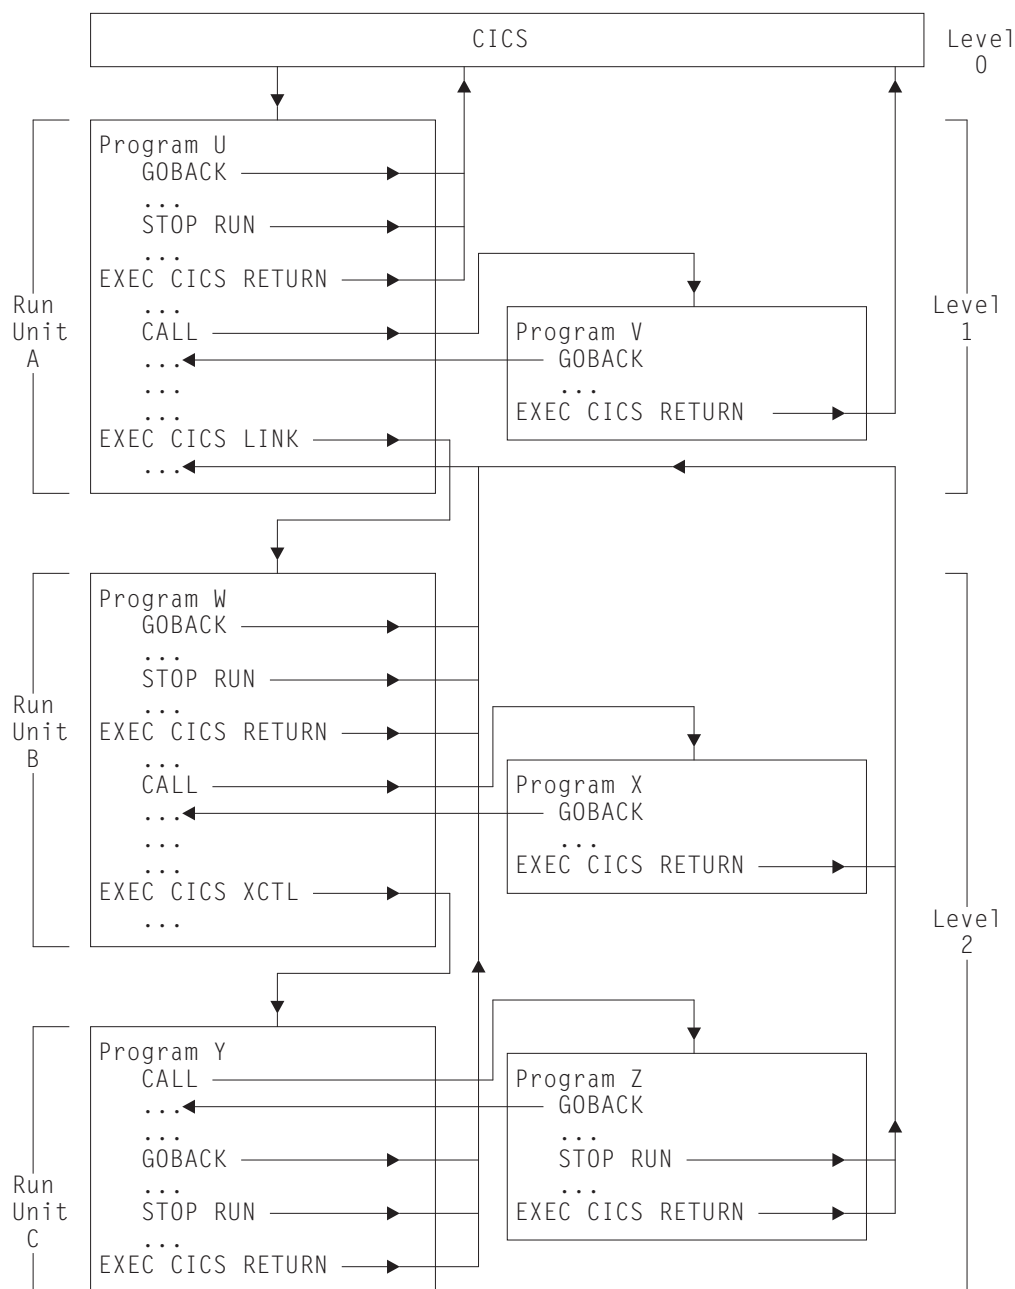 CICS
Level
0
Program U
GOBACK
...
STOP RUN
...
EXEC CICS RETURN
...
CALL
...
...
...
EXEC CICS LINK
...
Run
Unit
A
Program V
GOBACK
...
EXEC CICS RETURN
Level
1
Program W
GOBACK
...
STOP RUN
...
EXEC CICS RETURN
...
CALL
...
...
...
EXEC CICS XCTL
...
Run
Unit
B
Program X
GOBACK
...
EXEC CICS RETURN
Level
2
Program Y
CALL
...
...
GOBACK
...
STOP RUN
...
EXEC CICS RETURN
Run
Unit
C
Program Z
GOBACK
...
STOP RUN
...
EXEC CICS RETURN